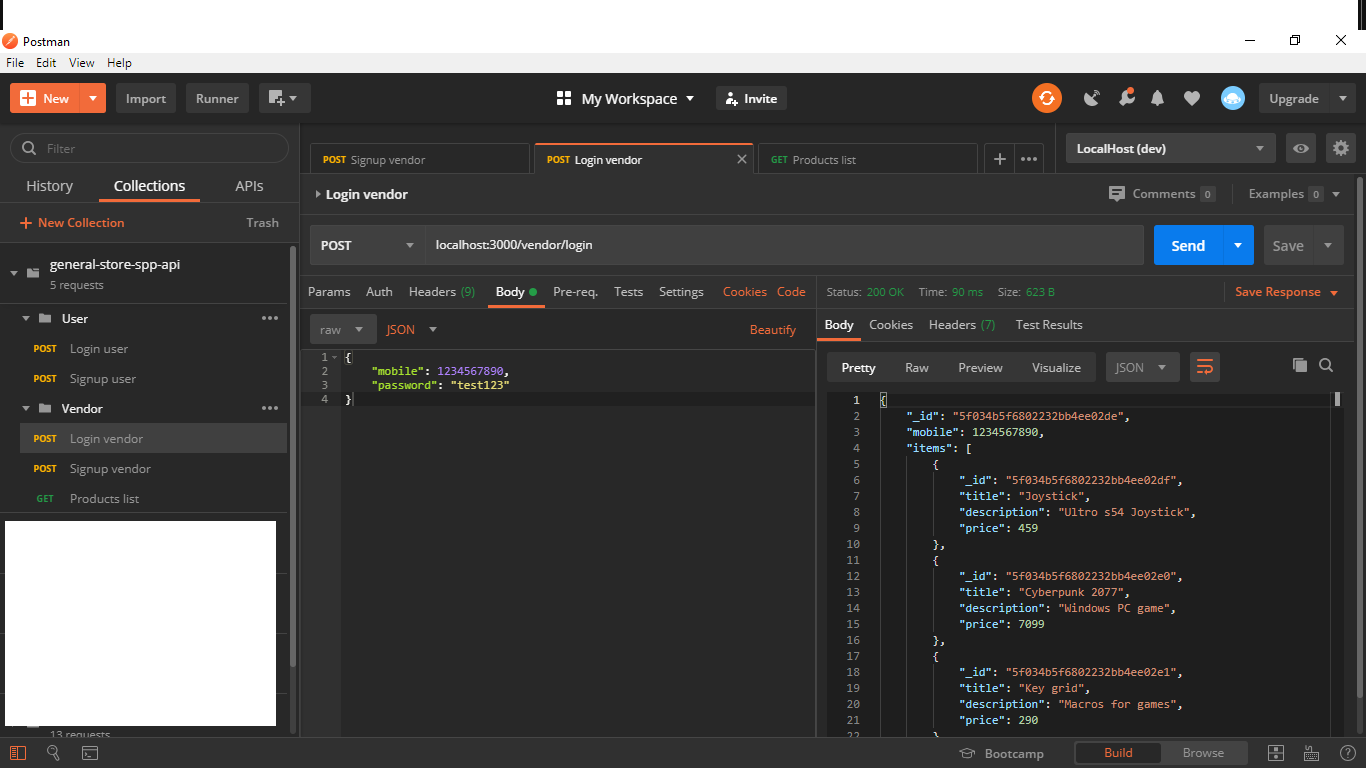 Postman
File Edit View Help
New Import Runner My Workspace Invite Upgrade
Filter
History Collections APIs
New Collection Trash
general-store-spp-api
5 requests
User
POST Login user
POST Signup user
Vendor
POST Login vendor
POST Signup vendor
GET Products list
13 requests
POST Signup vendor POST Login vendor GET Products list LocalHost (dev)
Login vendor Comments 0 Examples 0
POST localhost:3000/vendor/login Send Save
Params Auth Headers (9) Body Pre-req. Tests Settings Cookies Code
raw JSON Beautify
1 {
2 "mobile": 1234567890,
3 "password": "test123"
4 }
Status: 200 OK Time: 90 ms Size: 623 B Save Response
Body Cookies Headers (7) Test Results
Pretty Raw Preview Visualize JSON
1 {
2 "_id": "5f034b5f6802232bb4ee02de",
3 "mobile": 1234567890,
4 "items": [
5 {
6 "_id": "5f034b5f6802232bb4ee02df",
7 "title": "Joystick",
8 "description": "Ultro s54 Joystick",
9 "price": 459
10 },
11 {
12 "_id": "5f034b5f6802232bb4ee02e0",
13 "title": "Cyberpunk 2077",
14 "description": "Windows PC game",
15 "price": 7099
16 },
17 {
18 "_id": "5f034b5f6802232bb4ee02e1",
19 "title": "Key grid",
20 "description": "Macros for games",
21 "price": 290
22 }
Bootcamp Build Browse